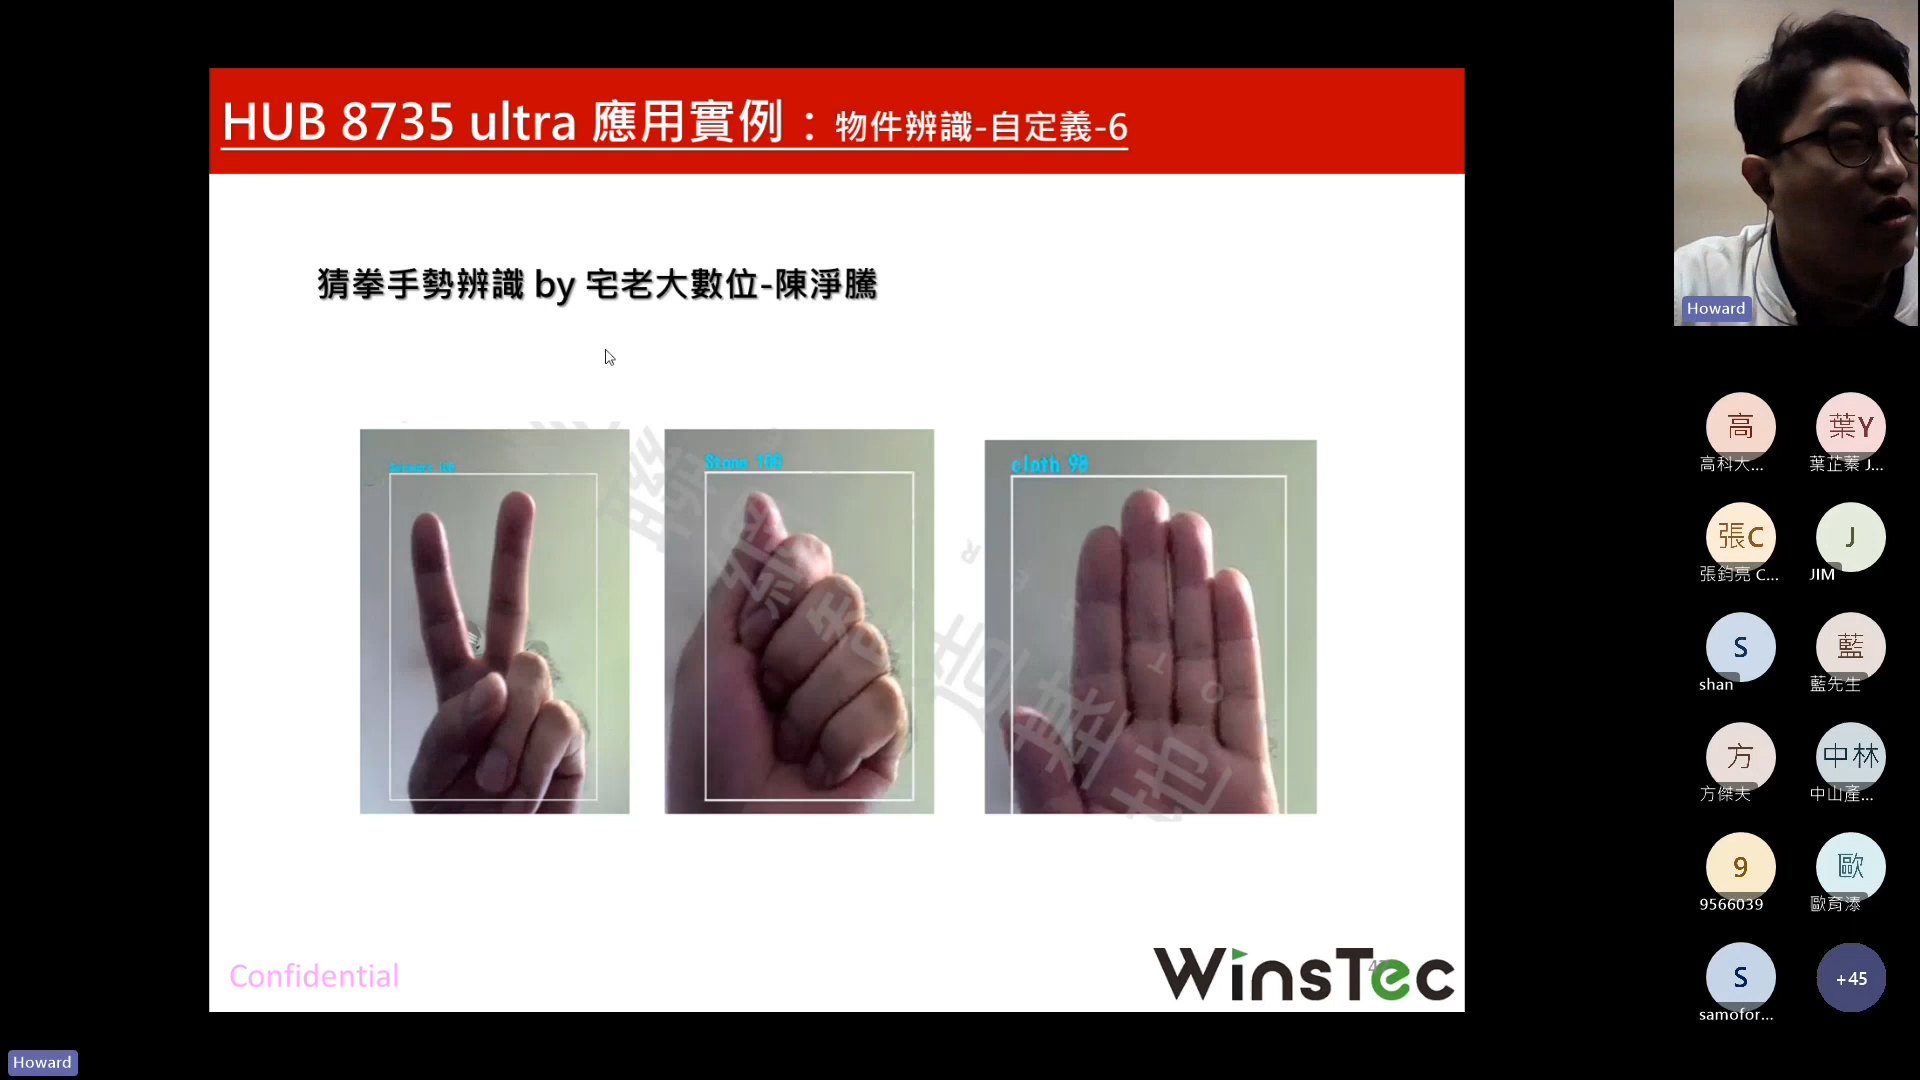 HUB 8735 ultra 應用實例：物件辨識-自定義-6
猜拳手勢辨識 by 宅老大數位-陳淨騰
Stone 100
cloth 98
Confidential
WinsTec
Howard
高
高科大...
葉Y
葉芷蓁 J...
張C
張鈞亮 C...
J
JIM
S
shan
藍
藍先生
方
方傑夫
中林
中山產...
9
9566039
歐
歐育溙
S
samofor...
+45
Howard